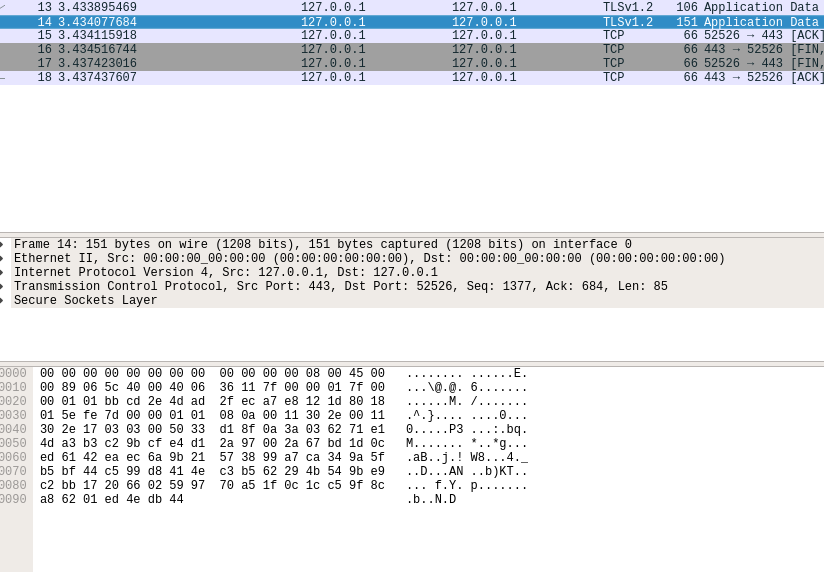 13 3.433895469 127.0.0.1 127.0.0.1 TLSv1.2 106 Application Data
14 3.434077684 127.0.0.1 127.0.0.1 TLSv1.2 151 Application Data
15 3.434115918 127.0.0.1 127.0.0.1 TCP 66 52526 → 443 [ACK]
16 3.434516744 127.0.0.1 127.0.0.1 TCP 66 443 → 52526 [FIN,
17 3.437423016 127.0.0.1 127.0.0.1 TCP 66 52526 → 443 [FIN,
18 3.437437607 127.0.0.1 127.0.0.1 TCP 66 443 → 52526 [ACK]
Frame 14: 151 bytes on wire (1208 bits), 151 bytes captured (1208 bits) on interface 0
Ethernet II, Src: 00:00:00_00:00:00 (00:00:00:00:00:00), Dst: 00:00:00_00:00:00 (00:00:00:00:00:00)
Internet Protocol Version 4, Src: 127.0.0.1, Dst: 127.0.0.1
Transmission Control Protocol, Src Port: 443, Dst Port: 52526, Seq: 1377, Ack: 684, Len: 85
Secure Sockets Layer
0000 00 00 00 00 00 00 00 00 00 00 00 00 08 00 45 00 ........ ......E.
0010 00 89 06 5c 40 00 40 06 36 11 7f 00 00 01 7f 00 ...\@.@. 6.......
0020 00 01 01 bb cd 2e 4d ad 2f ec a7 e8 12 1d 80 18 ......M. /.......
0030 01 5e fe 7d 00 00 01 01 08 0a 00 11 30 2e 00 11 .^.}.... ....0...
0040 30 2e 17 03 03 00 50 33 d1 8f 0a 3a 03 62 71 e1 0.....P3 ...:.bq.
0050 4d a3 b3 c2 9b cf e4 d1 2a 97 00 2a 67 bd 1d 0c M....... *..*g...
0060 ed 61 42 ea ec 6a 9b 21 57 38 99 a7 ca 34 9a 5f .aB..j.! W8...4._
0070 b5 bf 44 c5 99 d8 41 4e c3 b5 62 29 4b 54 9b e9 ..D...AN ..b)KT..
0080 c2 bb 17 20 66 02 59 97 70 a5 1f 0c 1c c5 9f 8c ... f.Y. p.......
0090 a8 62 01 ed 4e db 44 .b..N.D